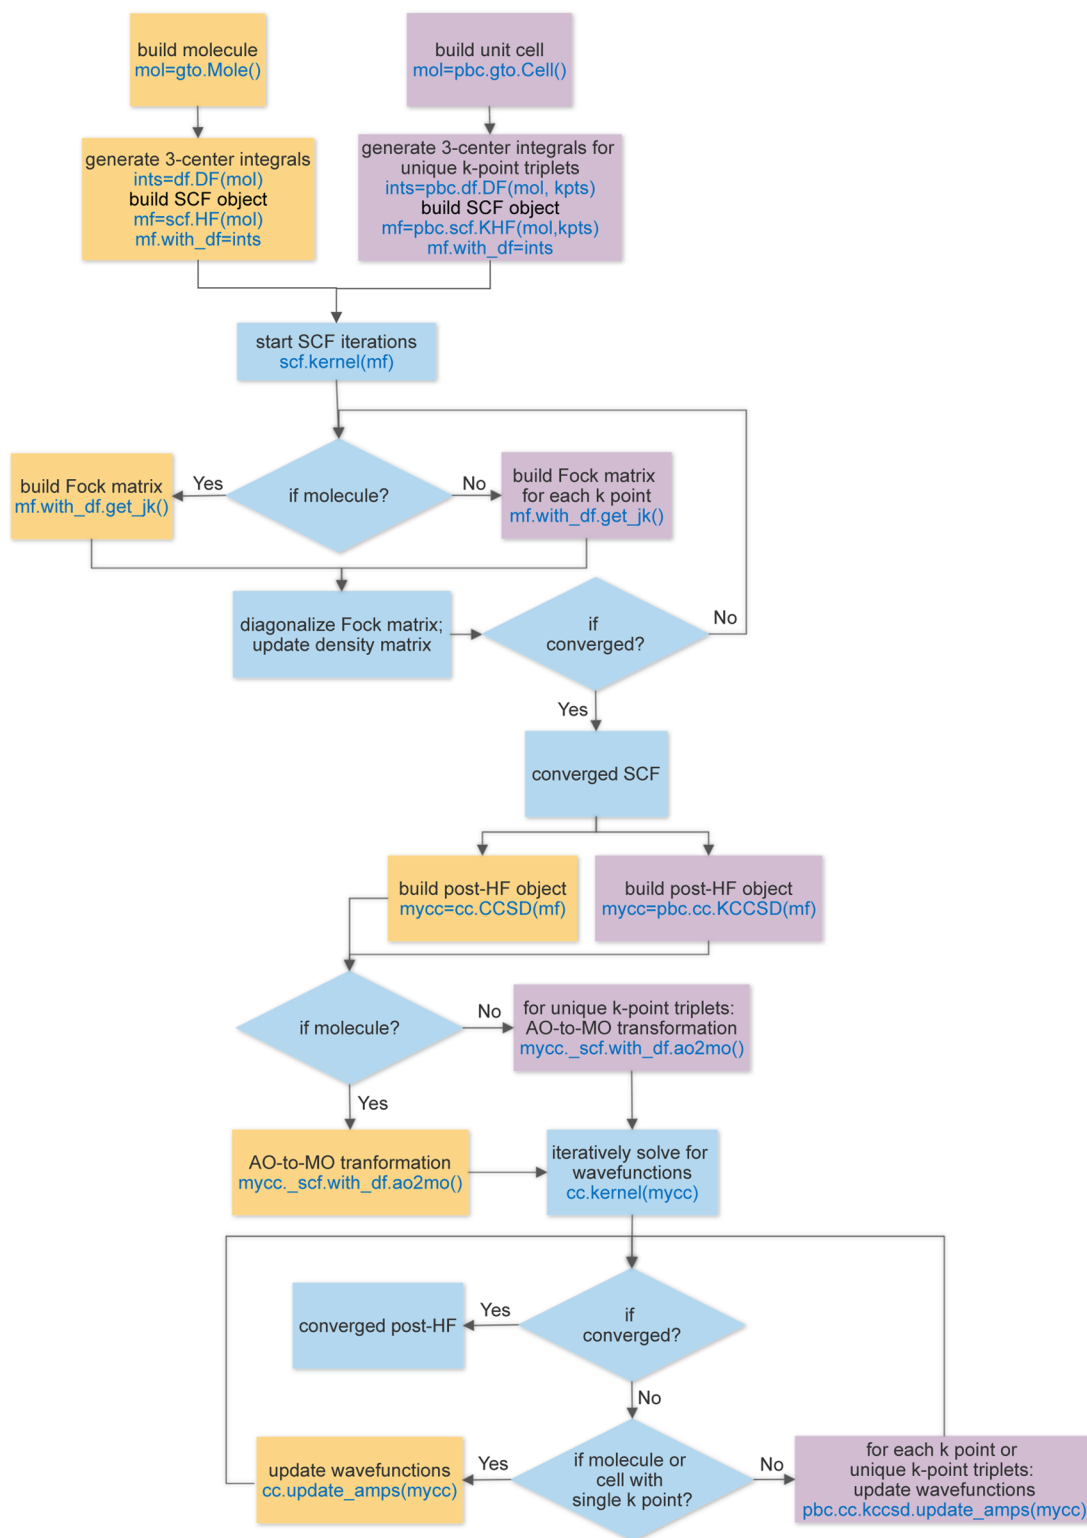 build molecule
mol=gto.Mole()
build unit cell
mol=pbc.gto.Cell()
generate 3-center integrals
ints=df.DF(mol)
build SCF object
mf=scf.HF(mol)
mf.with_df=ints
generate 3-center integrals for
unique k-point triplets
ints=pbc.df.DF(mol, kpts)
build SCF object
mf=pbc.scf.KHF(mol,kpts)
mf.with_df=ints
start SCF iterations
scf.kernel(mf)
build Fock matrix
mf.with_df.get_jk()
Yes
if molecule?
No
build Fock matrix
for each k point
mf.with_df.get_jk()
diagonalize Fock matrix;
update density matrix
if
converged?
No
Yes
converged SCF
build post-HF object
mycc=cc.CCSD(mf)
build post-HF object
mycc=pbc.cc.KCCSD(mf)
if molecule?
No
for unique k-point triplets:
AO-to-MO transformation
mycc._scf.with_df.ao2mo()
Yes
AO-to-MO tranformation
mycc._scf.with_df.ao2mo()
iteratively solve for
wavefunctions
cc.kernel(mycc)
converged post-HF
Yes
if
converged?
No
update wavefunctions
cc.update_amps(mycc)
Yes
if molecule or
cell with
single k point?
No
for each k point or
unique k-point triplets:
update wavefunctions
pbc.cc.kccsd.update_amps(mycc)